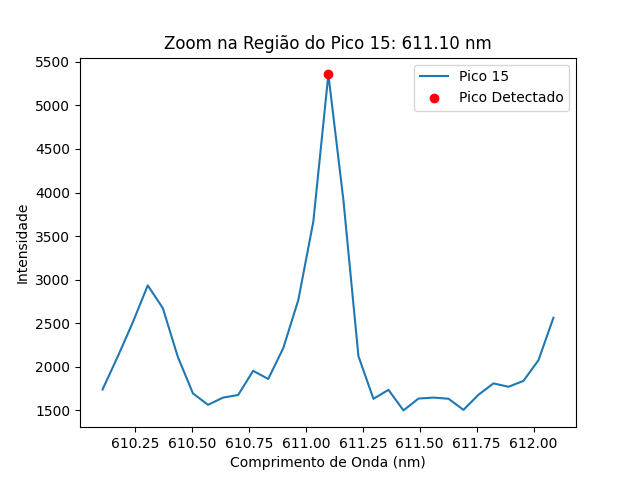 Zoom na Região do Pico 15: 611.10 nm
Pico 15
Pico Detectado
Intensidade
5500
5000
4500
4000
3500
3000
2500
2000
1500
610.25 610.50 610.75 611.00 611.25 611.50 611.75 612.00
Comprimento de Onda (nm)